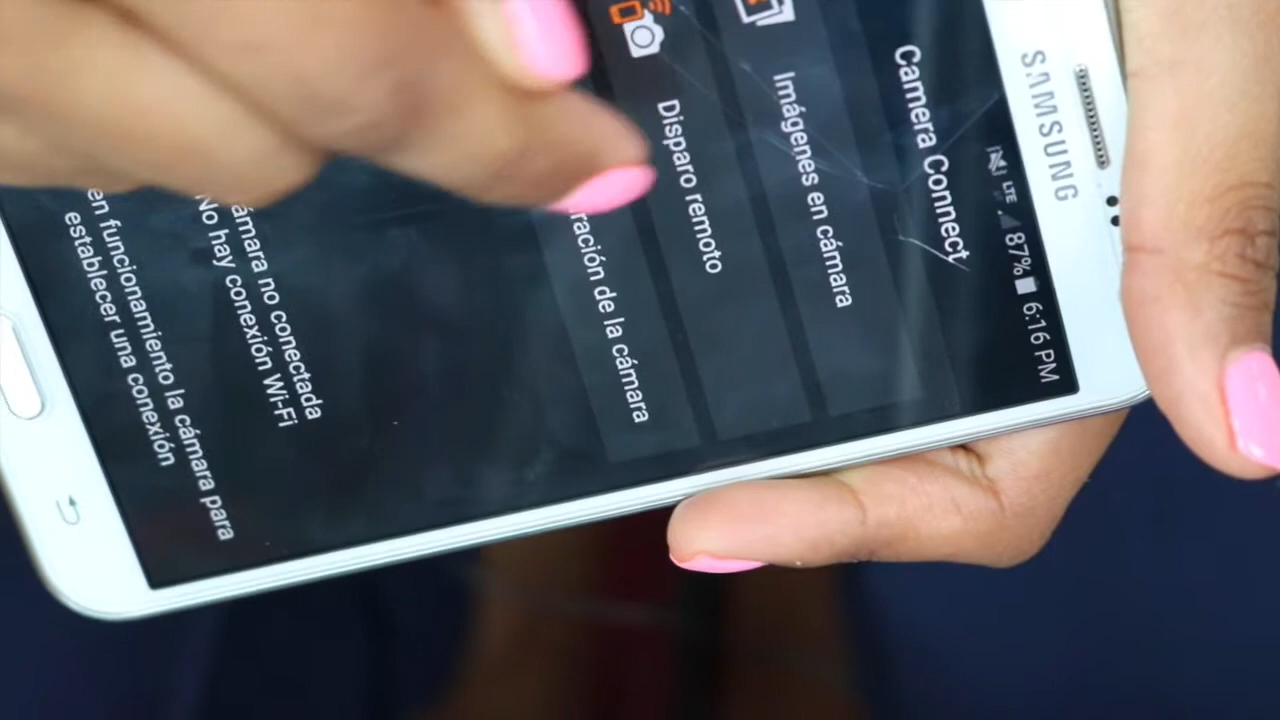 SAMSUNG
LTE 87% 6:16 PM
Camera Connect
Imágenes en cámara
Disparo remoto
ración de la cámara
ámara no conectada
No hay conexión Wi-Fi
en funcionamiento la cámara para
establecer una conexión